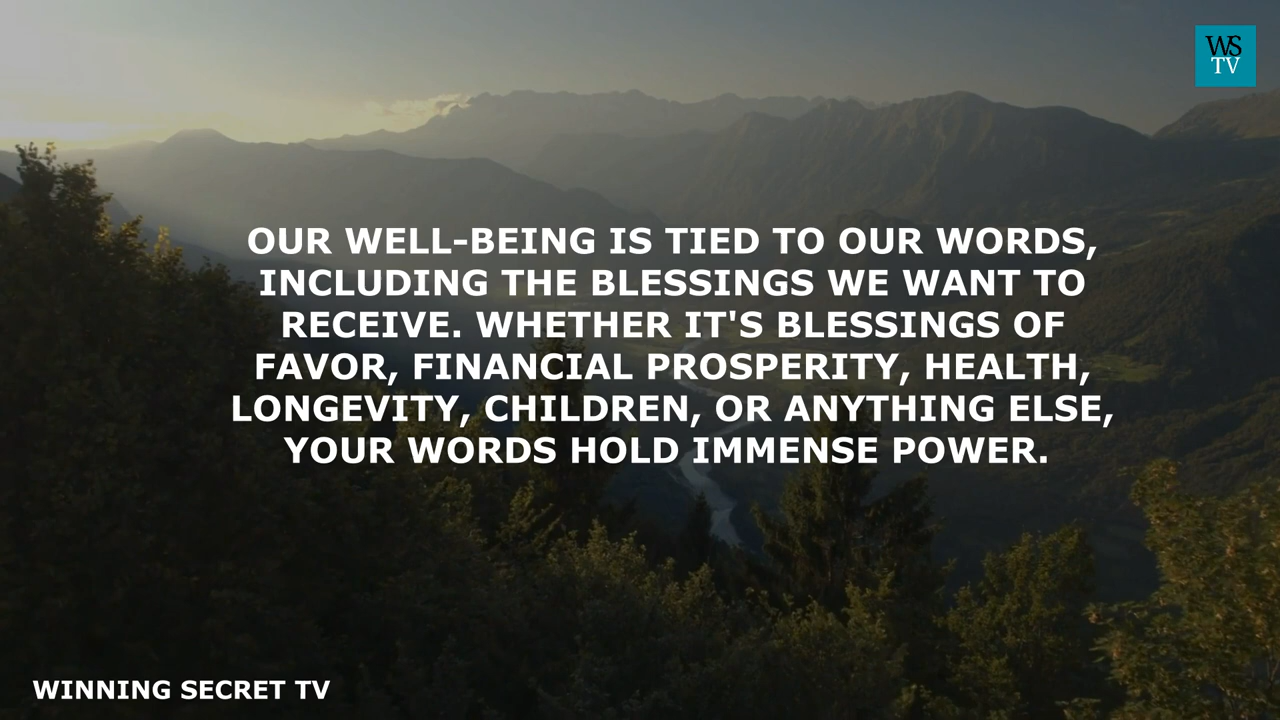 WS
TV
OUR WELL-BEING IS TIED TO OUR WORDS,
INCLUDING THE BLESSINGS WE WANT TO
RECEIVE. WHETHER IT'S BLESSINGS OF
FAVOR, FINANCIAL PROSPERITY, HEALTH,
LONGEVITY, CHILDREN, OR ANYTHING ELSE,
YOUR WORDS HOLD IMMENSE POWER.
WINNING SECRET TV